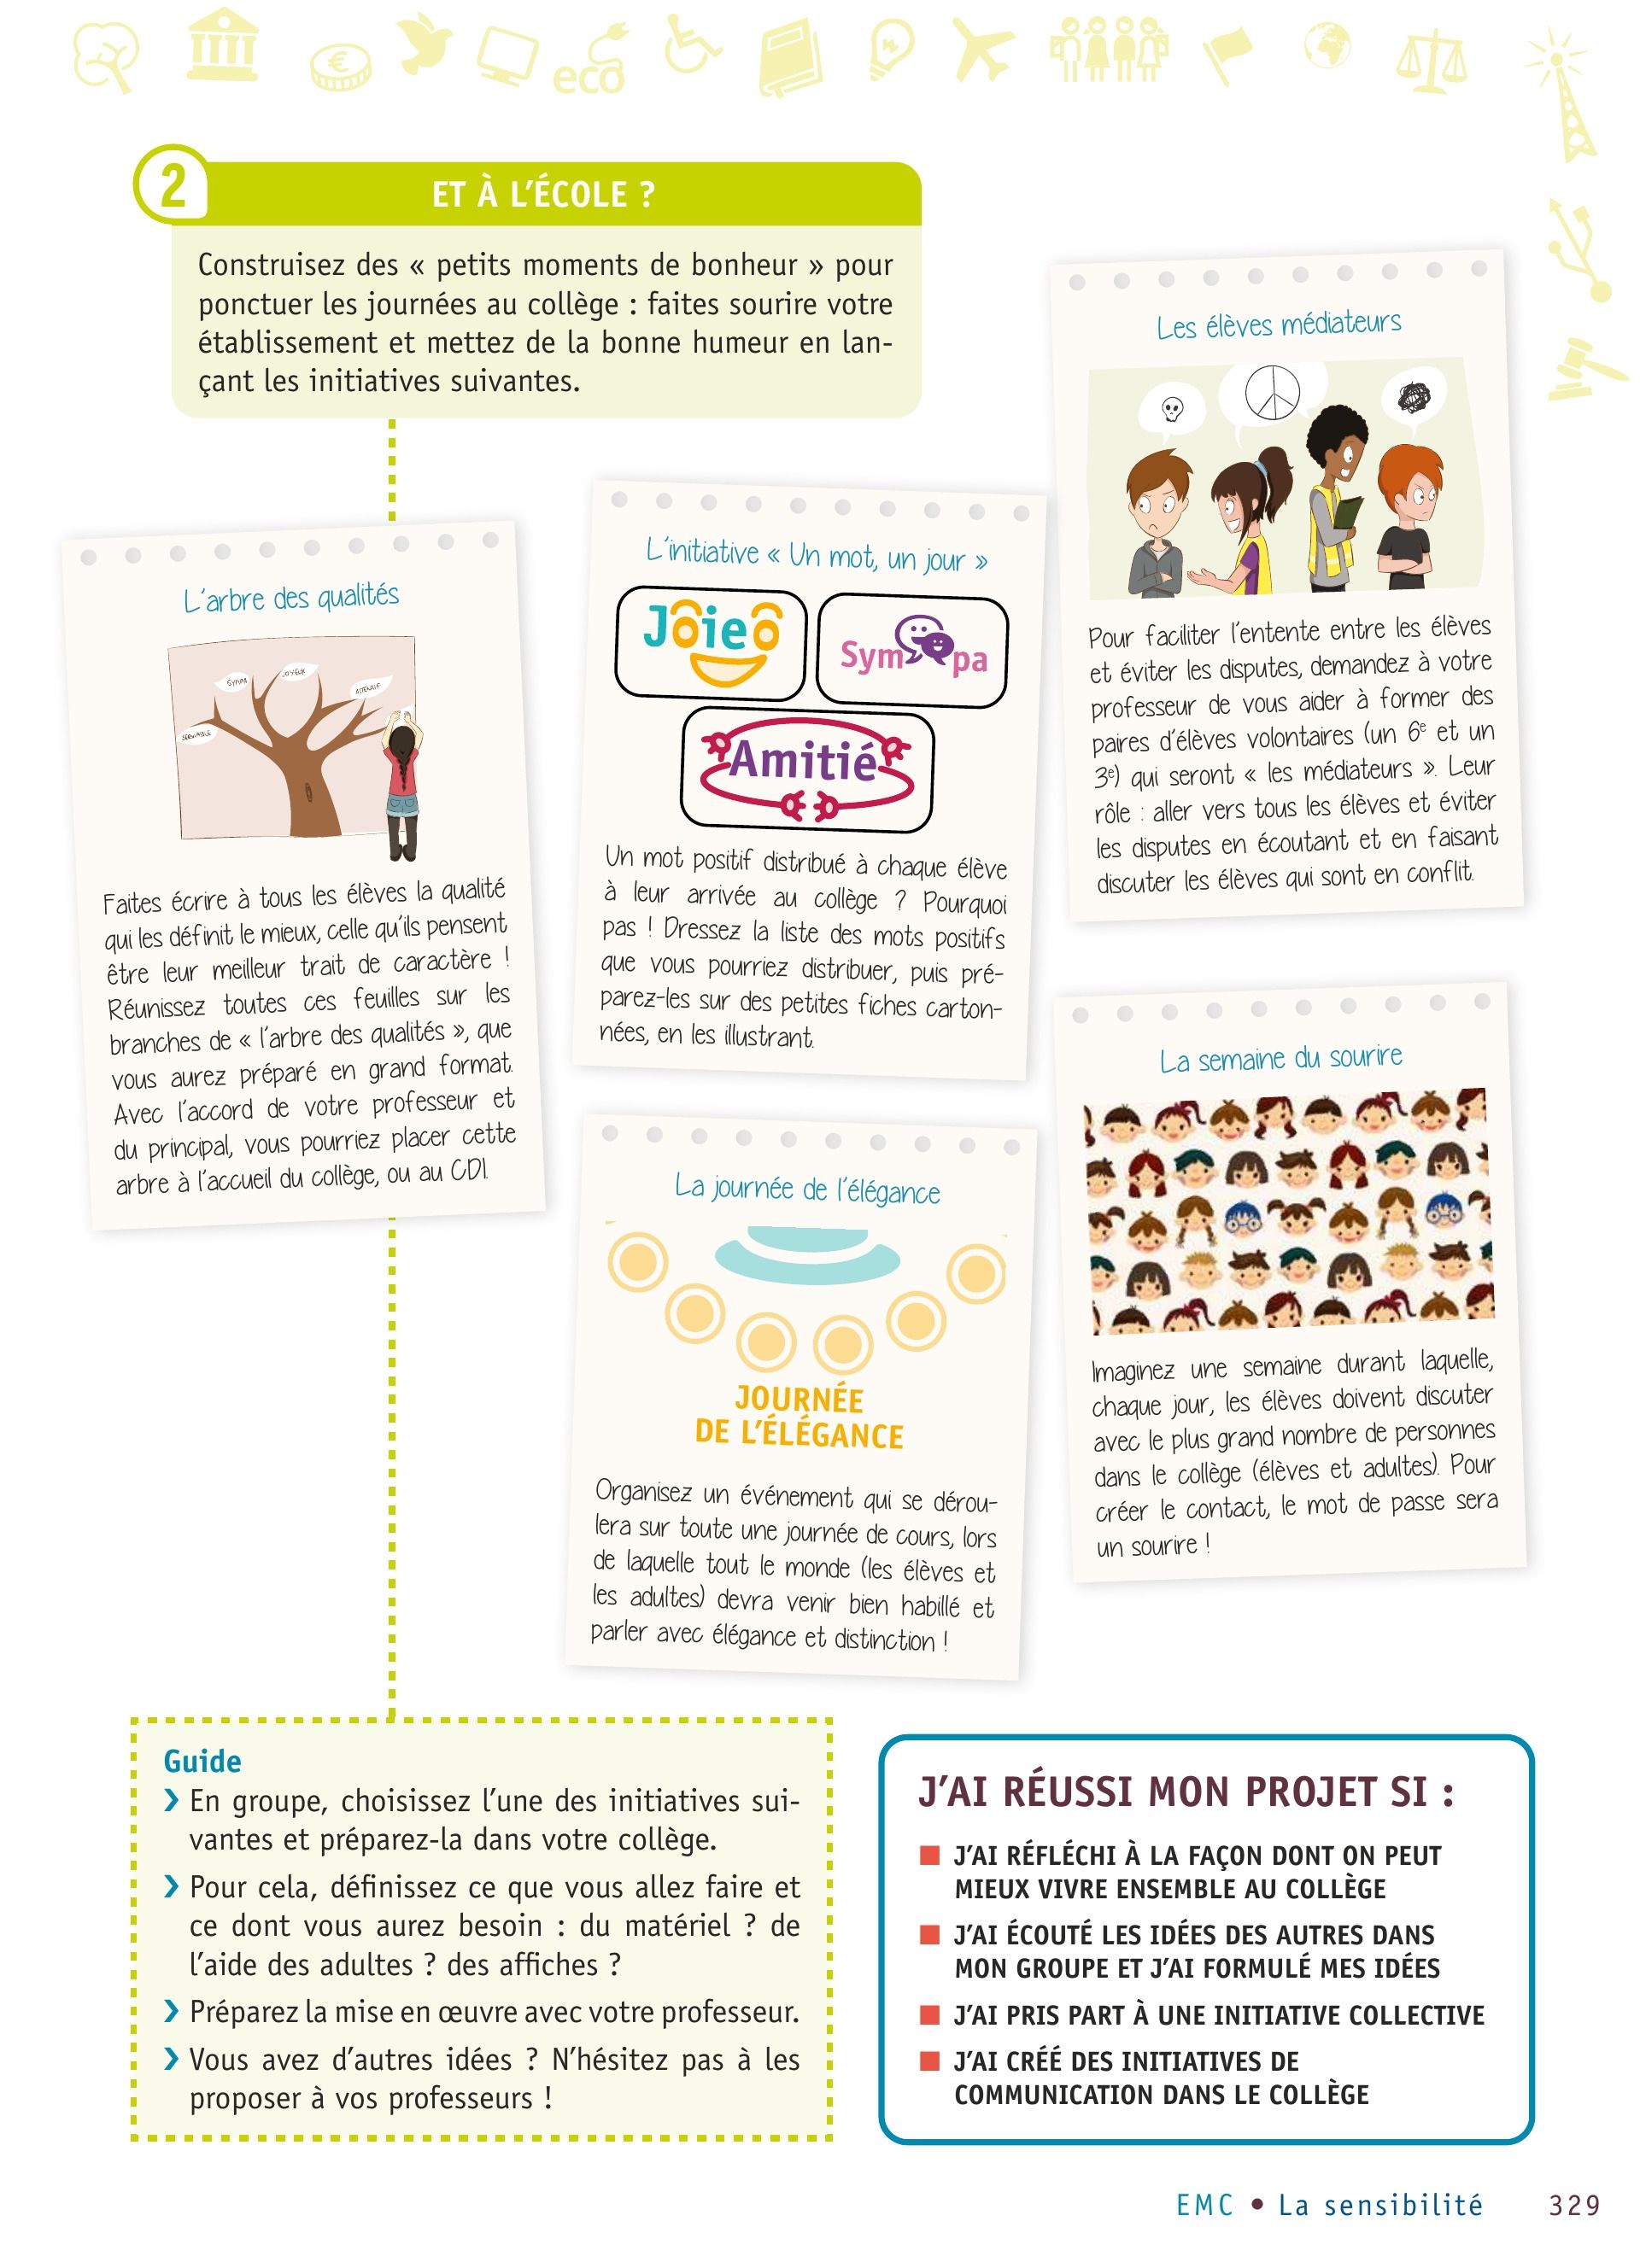 eco
2
ET À L'ÉCOLE ?
Construisez des « petits moments de bonheur » pour
ponctuer les journées au collège : faites sourire votre
établissement et mettez de la bonne humeur en lan-
çant les initiatives suivantes.
L'arbre des qualités
SERVIABLE
SYMPA
JOYEUX
ATTENTIF
Faites écrire à tous les élèves la qualité
qui les définit le mieux, celle qu'ils pensent
être leur meilleur trait de caractère !
Réunissez toutes ces feuilles sur les
branches de « l'arbre des qualités », que
vous aurez préparé en grand format.
Avec l'accord de votre professeur et
du principal, vous pourriez placer cette
arbre à l'accueil du collège, ou au CDI.
L'initiative « Un mot, un jour »
Joie
Sympa
Amitié
Un mot positif distribué à chaque élève
à leur arrivée au collège ? Pourquoi
pas ! Dressez la liste des mots positifs
que vous pourriez distribuer, puis pré-
parez-les sur des petites fiches carton-
nées, en les illustrant.
Les élèves médiateurs
Pour faciliter l'entente entre les élèves
et éviter les disputes, demandez à votre
professeur de vous aider à former des
paires d'élèves volontaires (un 6e et un
3e) qui seront « les médiateurs ». Leur
rôle : aller vers tous les élèves et éviter
les disputes en écoutant et en faisant
discuter les élèves qui sont en conflit.
La journée de l'élégance
JOURNÉE
DE L'ÉLÉGANCE
Organisez un événement qui se dérou-
lera sur toute une journée de cours, lors
de laquelle tout le monde (les élèves et
les adultes) devra venir bien habillé et
parler avec élégance et distinction !
La semaine du sourire
Imaginez une semaine durant laquelle,
chaque jour, les élèves doivent discuter
avec le plus grand nombre de personnes
dans le collège (élèves et adultes). Pour
créer le contact, le mot de passe sera
un sourire !
Guide
› En groupe, choisissez l'une des initiatives sui-
vantes et préparez-la dans votre collège.
› Pour cela, définissez ce que vous allez faire et
ce dont vous aurez besoin : du matériel ? de
l'aide des adultes ? des affiches ?
› Préparez la mise en œuvre avec votre professeur.
› Vous avez d'autres idées ? N'hésitez pas à les
proposer à vos professeurs !
J'AI RÉUSSI MON PROJET SI :
■ J'AI RÉFLÉCHI À LA FAÇON DONT ON PEUT
MIEUX VIVRE ENSEMBLE AU COLLÈGE
■ J'AI ÉCOUTÉ LES IDÉES DES AUTRES DANS
MON GROUPE ET J'AI FORMULÉ MES IDÉES
■ J'AI PRIS PART À UNE INITIATIVE COLLECTIVE
■ J'AI CRÉÉ DES INITIATIVES DE
COMMUNICATION DANS LE COLLÈGE
EMC • La sensibilité 329